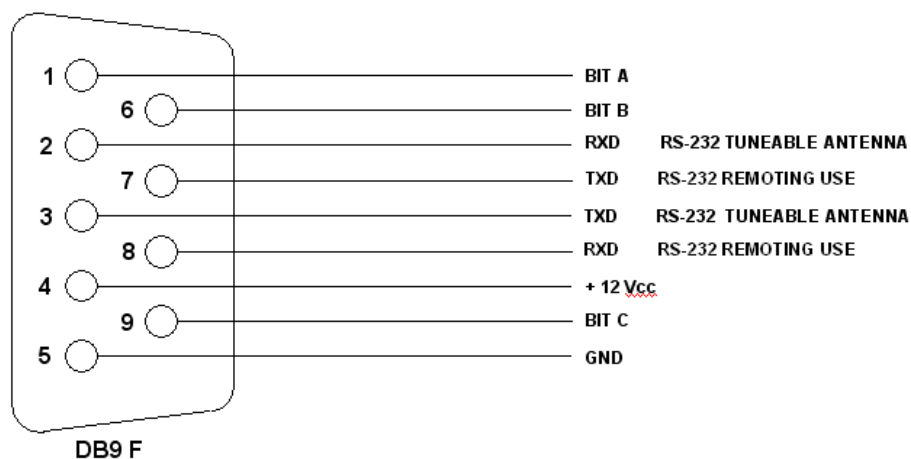 1 BIT A
6 BIT B
2 RXD RS-232 TUNEABLE ANTENNA
7 TXD RS-232 REMOTING USE
3 TXD RS-232 TUNEABLE ANTENNA
8 RXD RS-232 REMOTING USE
4 + 12 Vcc
9 BIT C
5 GND
DB9 F